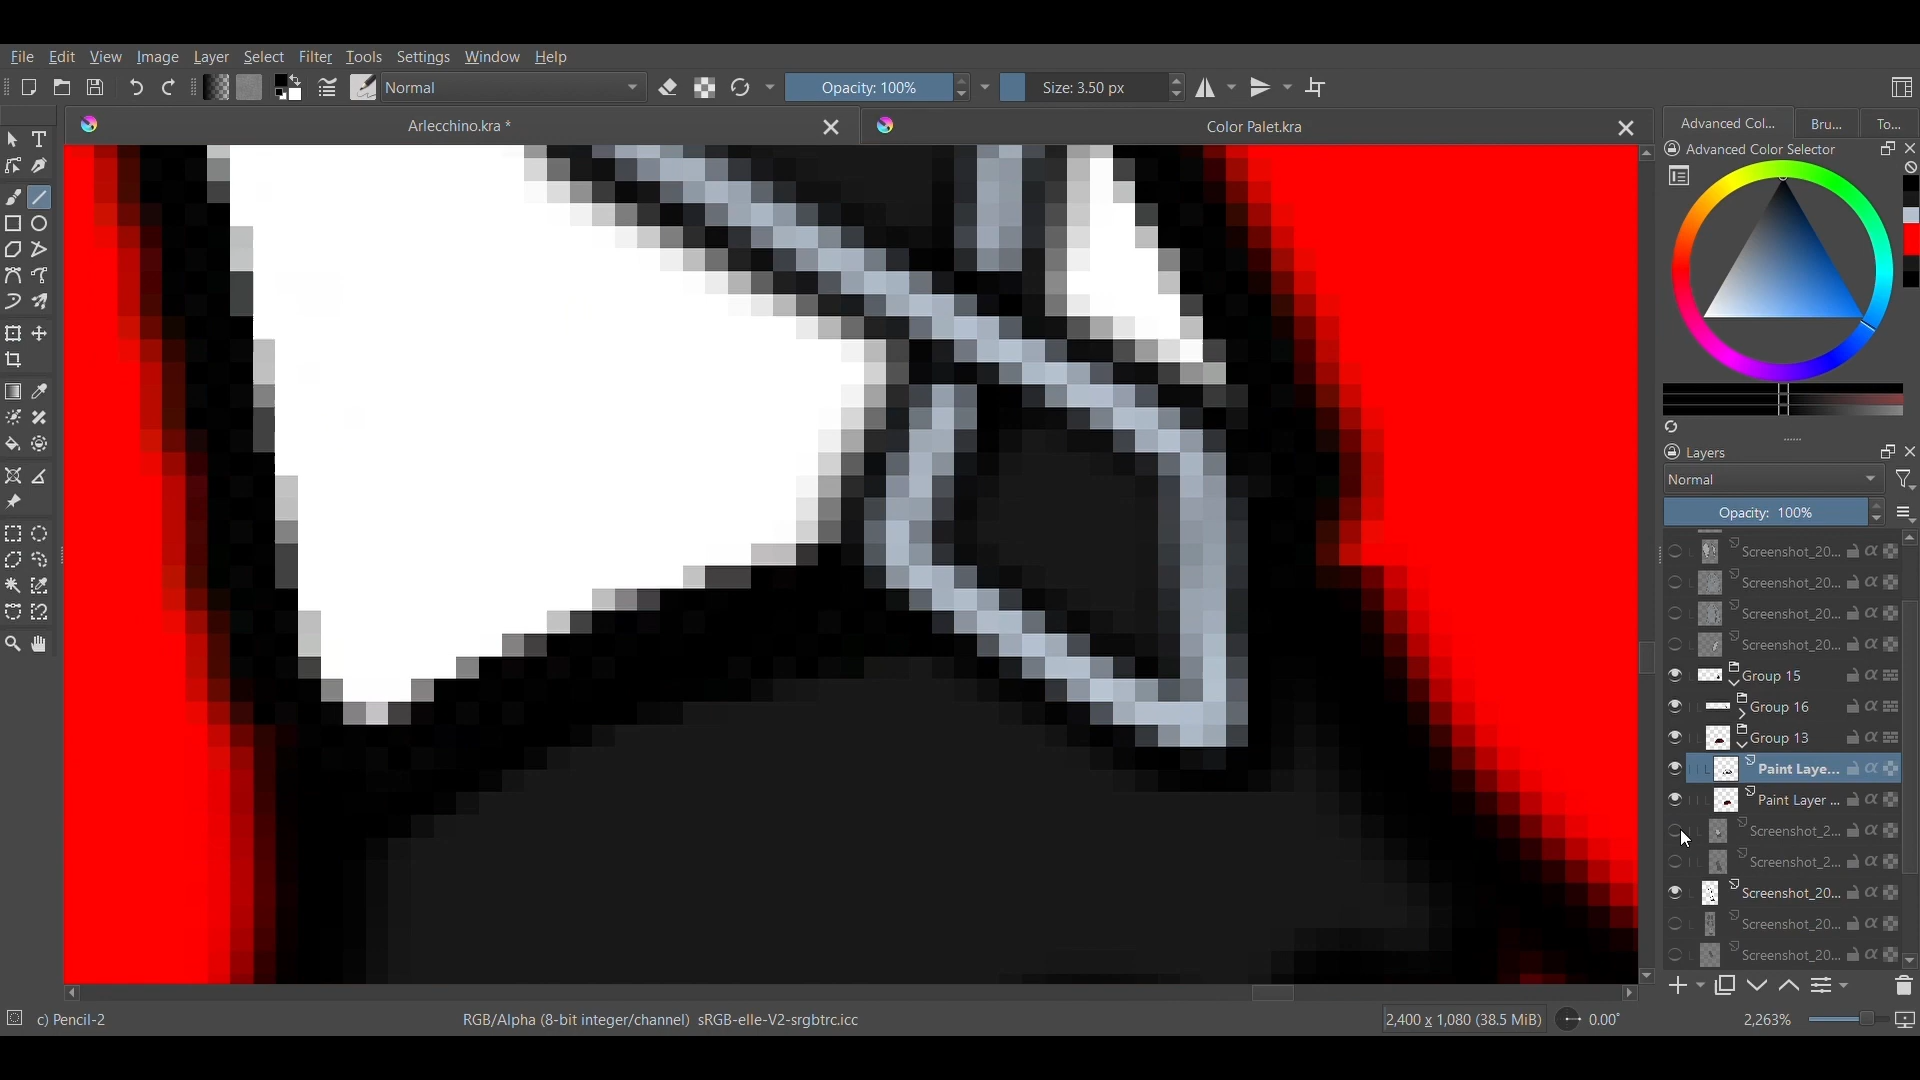 File Edit View Image Layer Select Filter Tools Settings Window Help
Normal Opacity: 100% Size: 3.50 px
Arlecchino.kra * Color Palet.kra
Advanced Col... Bru... To...
Advanced Color Selector
Layers
Normal
Opacity: 100%
Screenshot_20...
Screenshot_20...
Screenshot_20...
Screenshot_20...
Group 15
Group 16
Group 13
Paint Laye...
Paint Layer ...
Screenshot_2...
Screenshot_2...
Screenshot_20...
Screenshot_20...
Screenshot_20...
c) Pencil-2 RGB/Alpha (8-bit integer/channel) sRGB-elle-V2-srgbtrc.icc 2,400 x 1,080 (38.5 MiB) 0.00° 2,263%